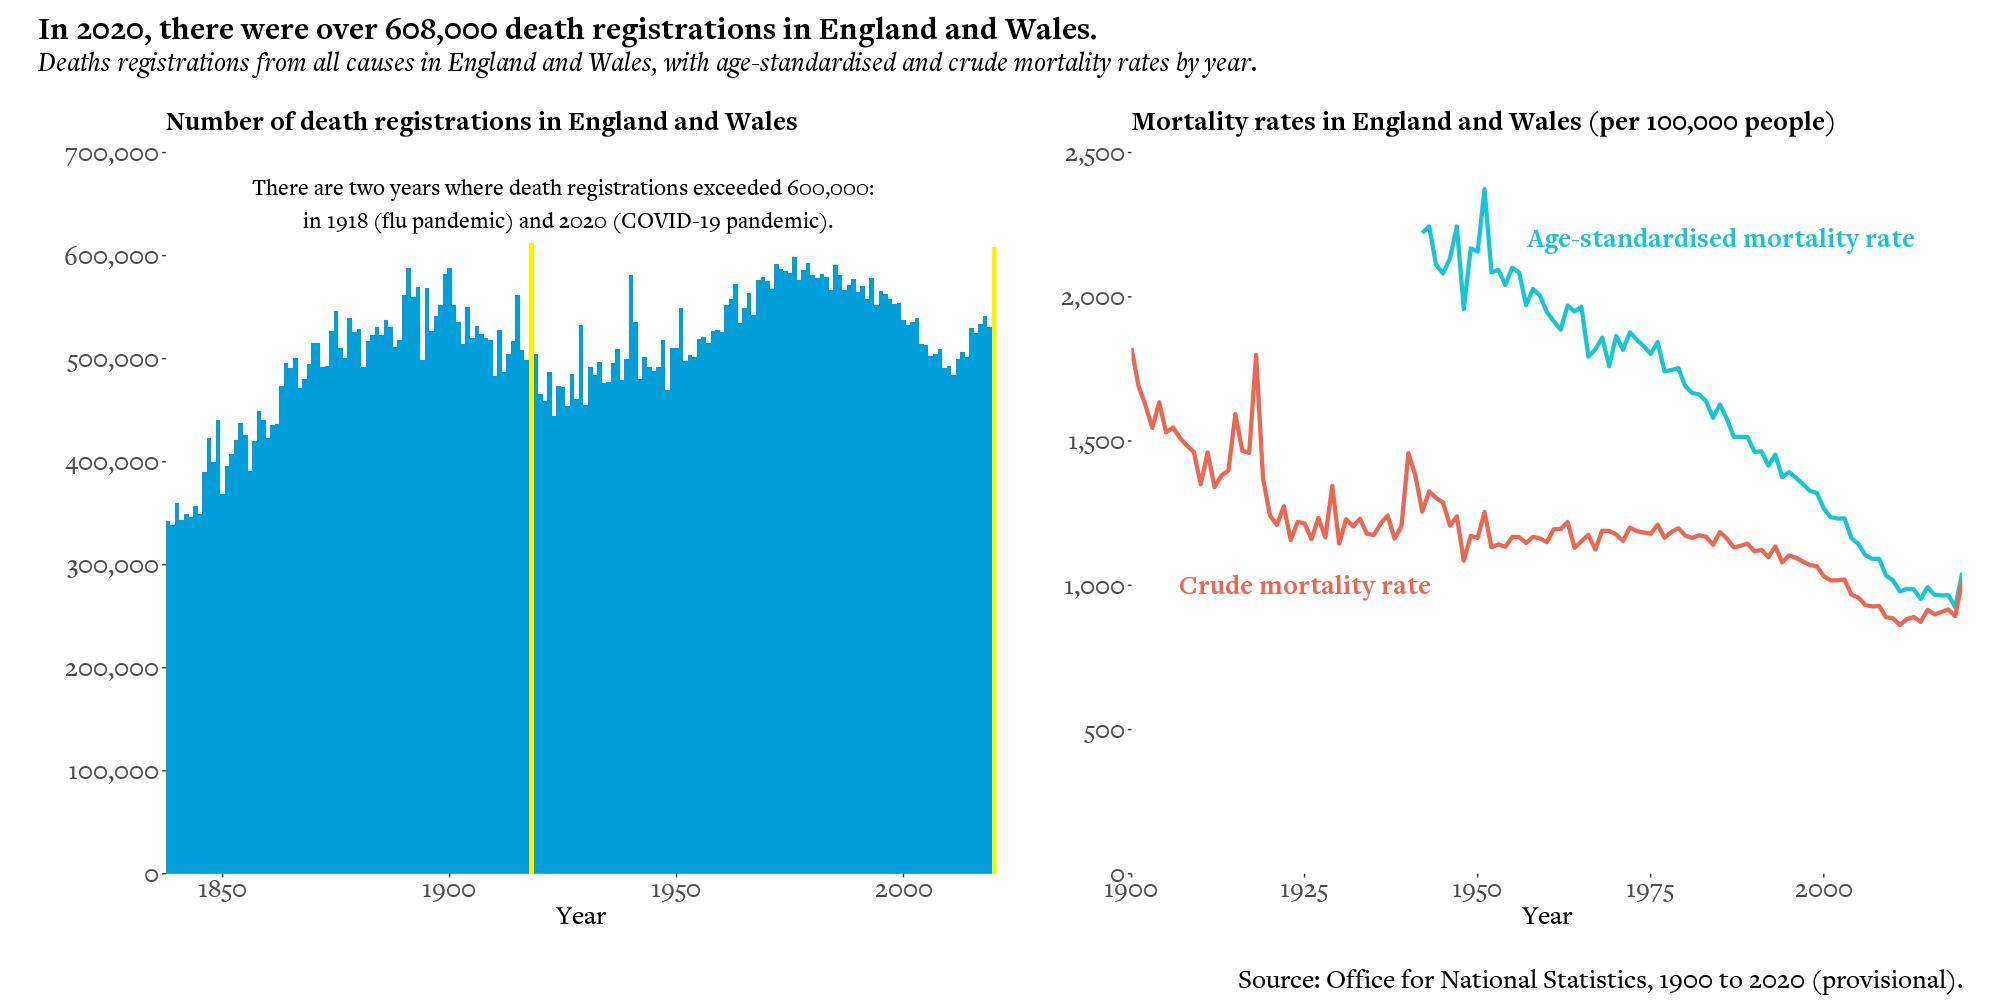 In 2020, there were over 608,000 death registrations in England and Wales.
Deaths registrations from all causes in England and Wales, with age-standardised and crude mortality rates by year.
Number of death registrations in England and Wales
700,000
There are two years where death registrations exceeded 600,000:
in 1918 (flu pandemic) and 2020 (COVID-19 pandemic).
600,000
500,000
400,000
300,000
200,000
100,000
0
1850 1900 1950 2000
Year
Mortality rates in England and Wales (per 100,000 people)
2,500
Age-standardised mortality rate
2,000
1,500
1,000
Crude mortality rate
500
0
1900 1925 1950 1975 2000
Year
Source: Office for National Statistics, 1900 to 2020 (provisional).